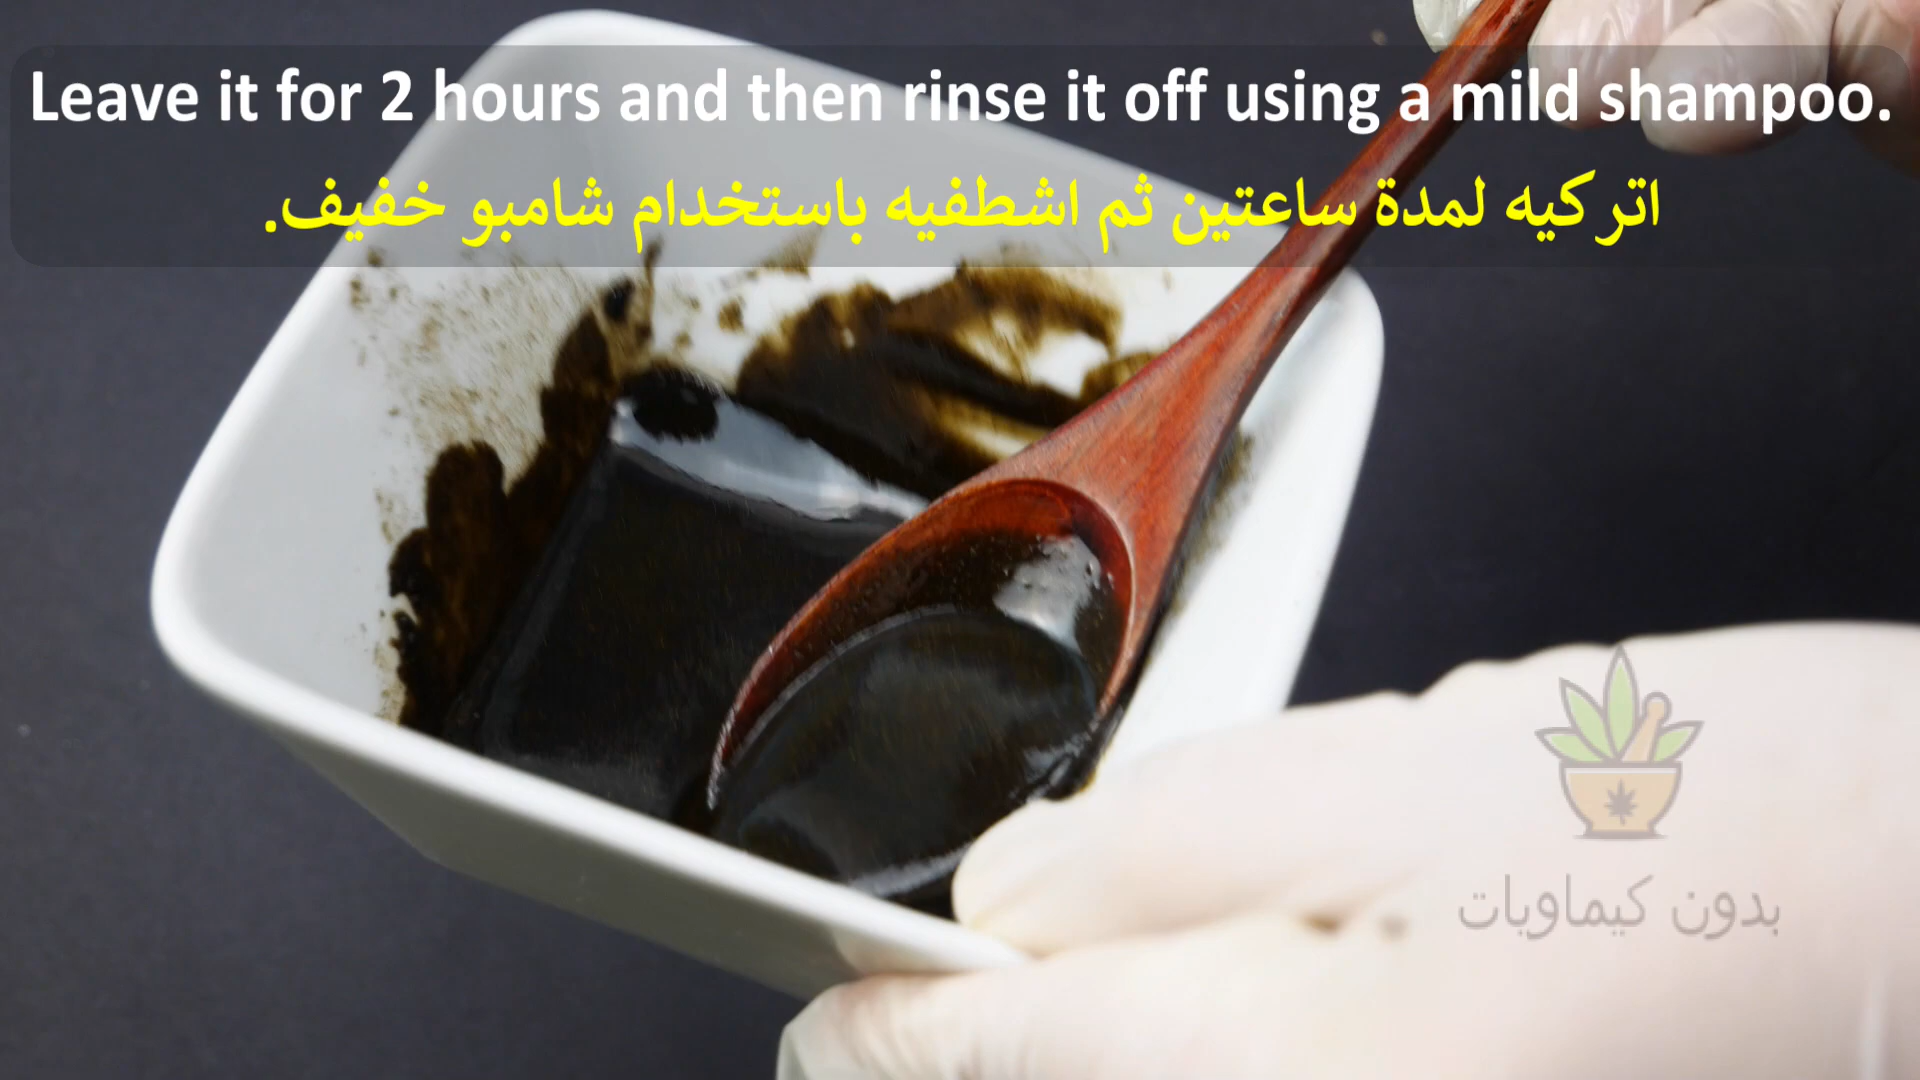 Leave it for 2 hours and then rinse it off using a mild shampoo.
اتركيه لمدة ساعتين ثم اشطفيه باستخدام شامبو خفيف.
بدون كيماويات